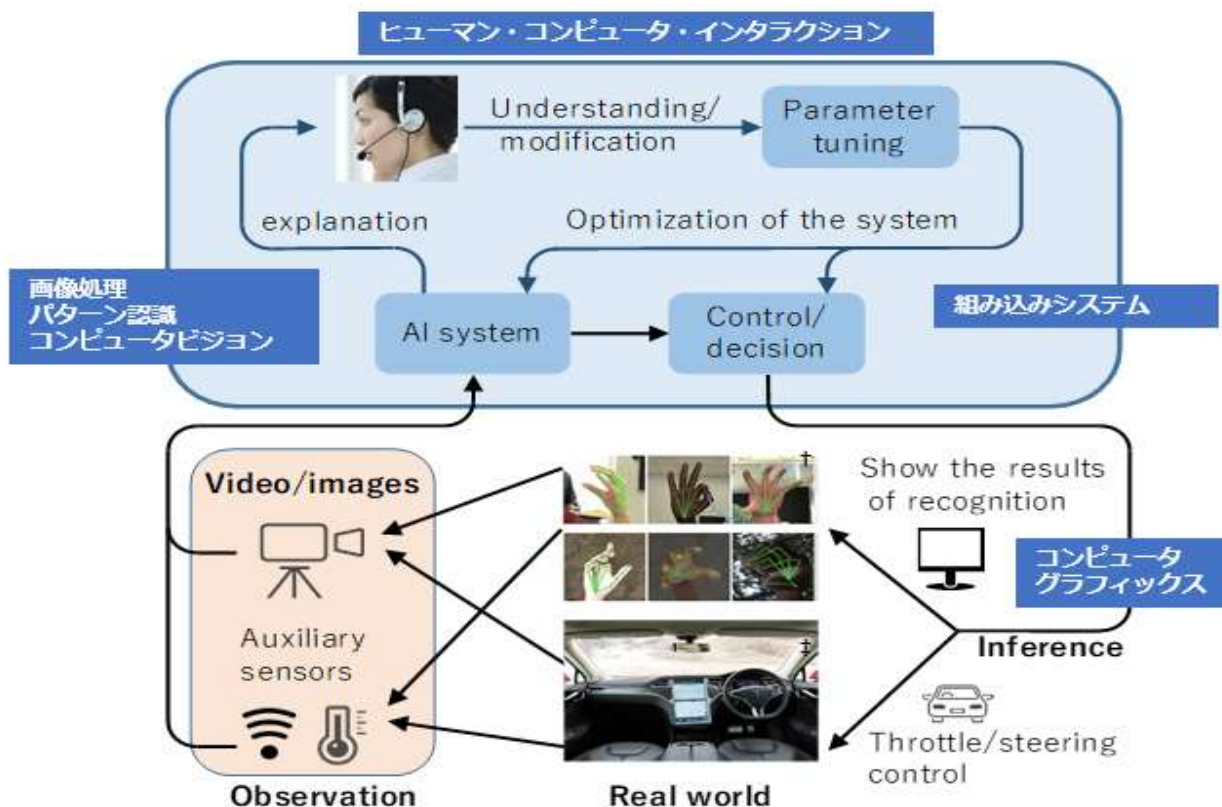 ヒューマン・コンピュータ・インタラクション
Understanding/
modification
Parameter
tuning
explanation
Optimization of the system
画像処理
パターン認識
コンピュータビジョン
組み込みシステム
AI system
Control/
decision
Video/images
†
Show the results
of recognition
コンピュータ
グラフィックス
Auxiliary
sensors
‡
Inference
Throttle/steering
control
Observation
Real world